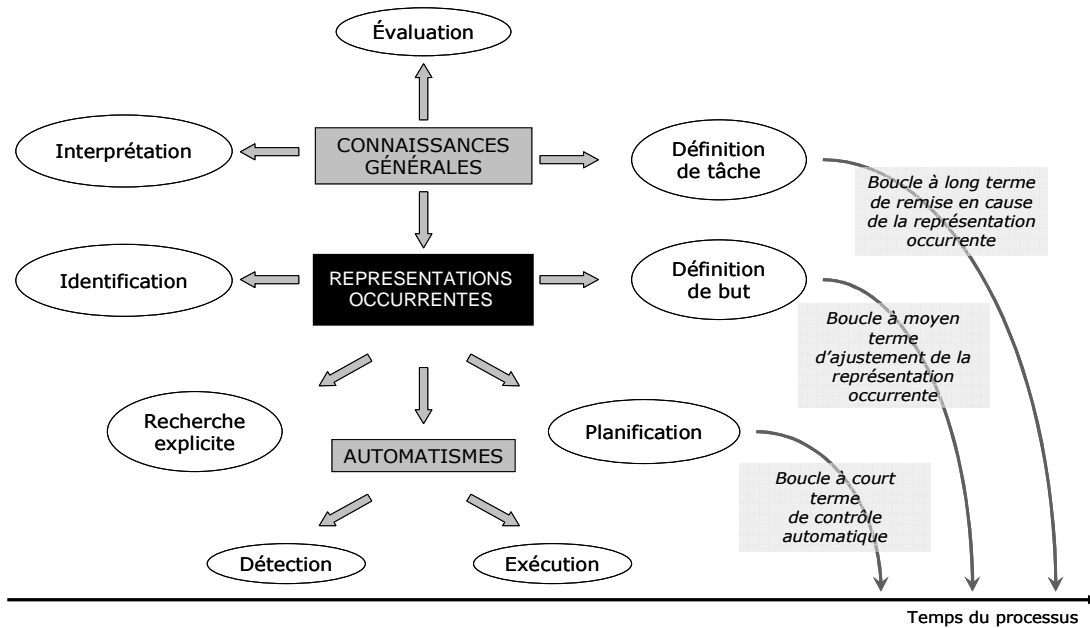 Évaluation
Interprétation
CONNAISSANCES
GÉNÉRALES
Définition
de tâche
Boucle à long terme
de remise en cause
de la représentation
occurrente
Identification
REPRESENTATIONS
OCCURRENTES
Définition
de but
Boucle à moyen
terme
d’ajustement de la
représentation
occurrente
Recherche
explicite
AUTOMATISMES
Planification
Boucle à court
terme
de contrôle
automatique
Détection
Exécution
Temps du processus